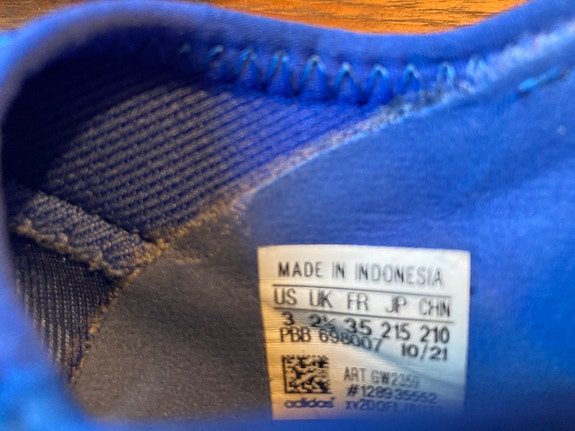 MADE IN INDONESIA
US UK FR JP CHN
3 2½ 35 215 210
PBB 698007 10/21
ART
#128935552
adidas